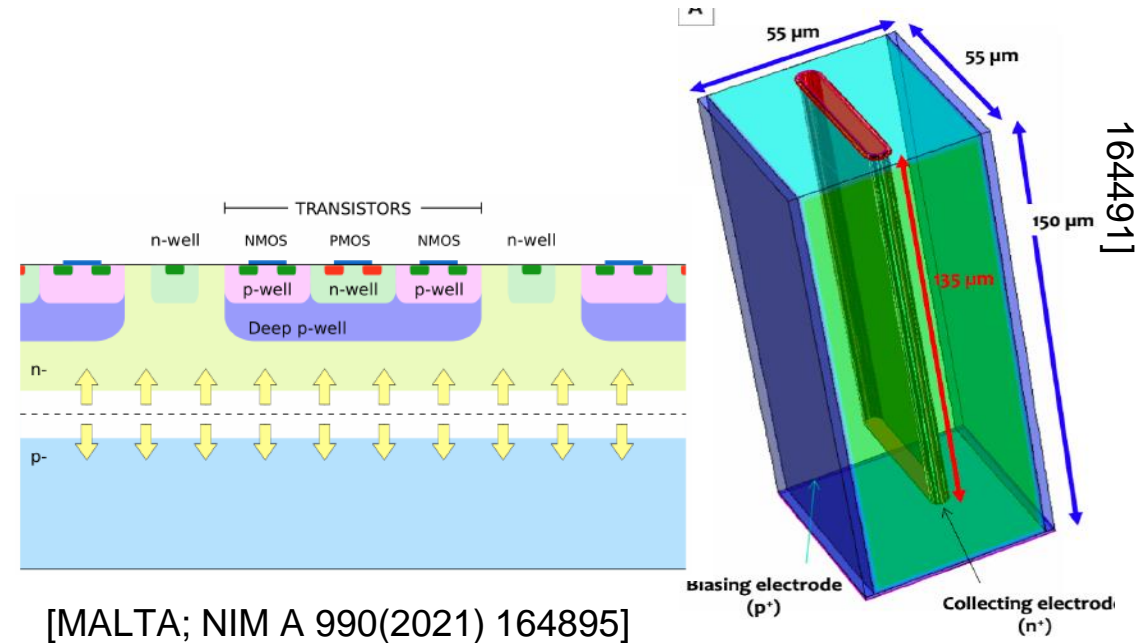 TRANSISTORS
n-well
NMOS
PMOS
NMOS
n-well
p-well
n-well
p-well
Deep p-well
n-
p-
[MALTA; NIM A 990(2021) 164895]
A
55 µm
55 µm
150 µm
135 µm
Biasing electrode
(p⁺)
Collecting electrod
(n⁺)
164491]